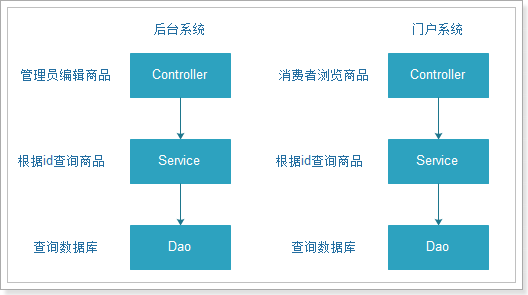 后台系统
门户系统
管理员编辑商品
Controller
消费者浏览商品
Controller
根据id查询商品
Service
根据id查询商品
Service
查询数据库
Dao
查询数据库
Dao